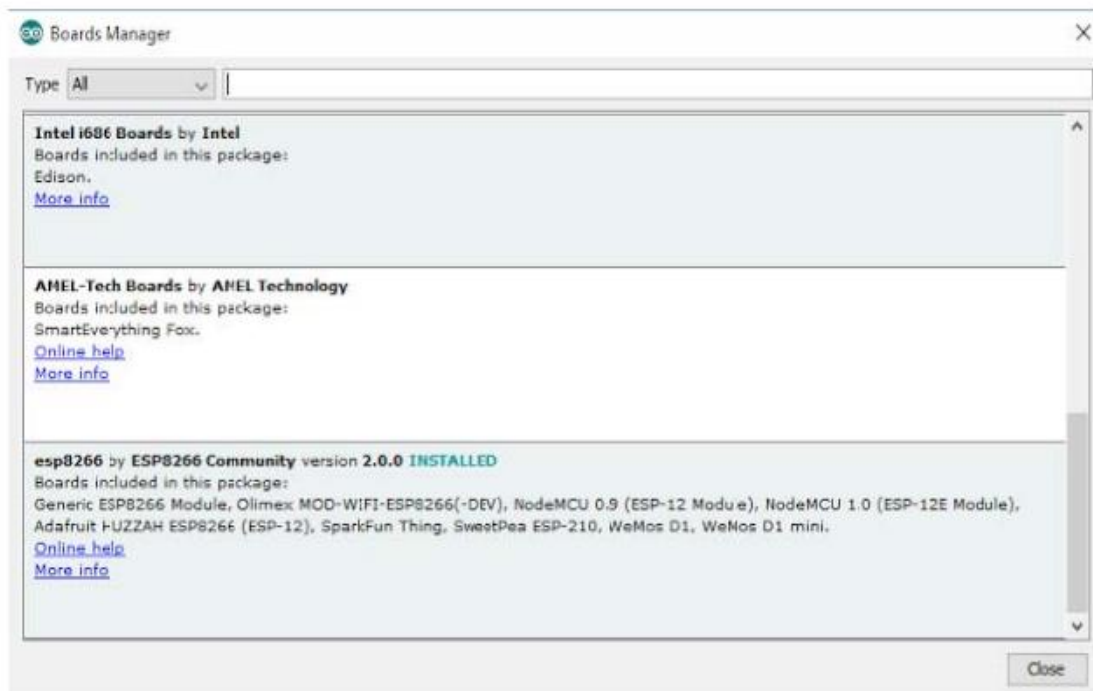 Boards Manager
Type All
Intel i686 Boards by Intel
Boards included in this package:
Edison.
More info
AMEL-Tech Boards by AMEL Technology
Boards included in this package:
SmartEverything Fox.
Online help
More info
esp8266 by ESP8266 Community version 2.0.0 INSTALLED
Boards included in this package:
Generic ESP8266 Module, Olimex MOD-WIFI-ESP8266(-DEV), NodeMCU 0.9 (ESP-12 Module), NodeMCU 1.0 (ESP-12E Module),
Adafruit HUZZAH ESP8266 (ESP-12), SparkFun Thing, SweetPea ESP-210, WeMos D1, WeMos D1 mini.
Online help
More info
Close